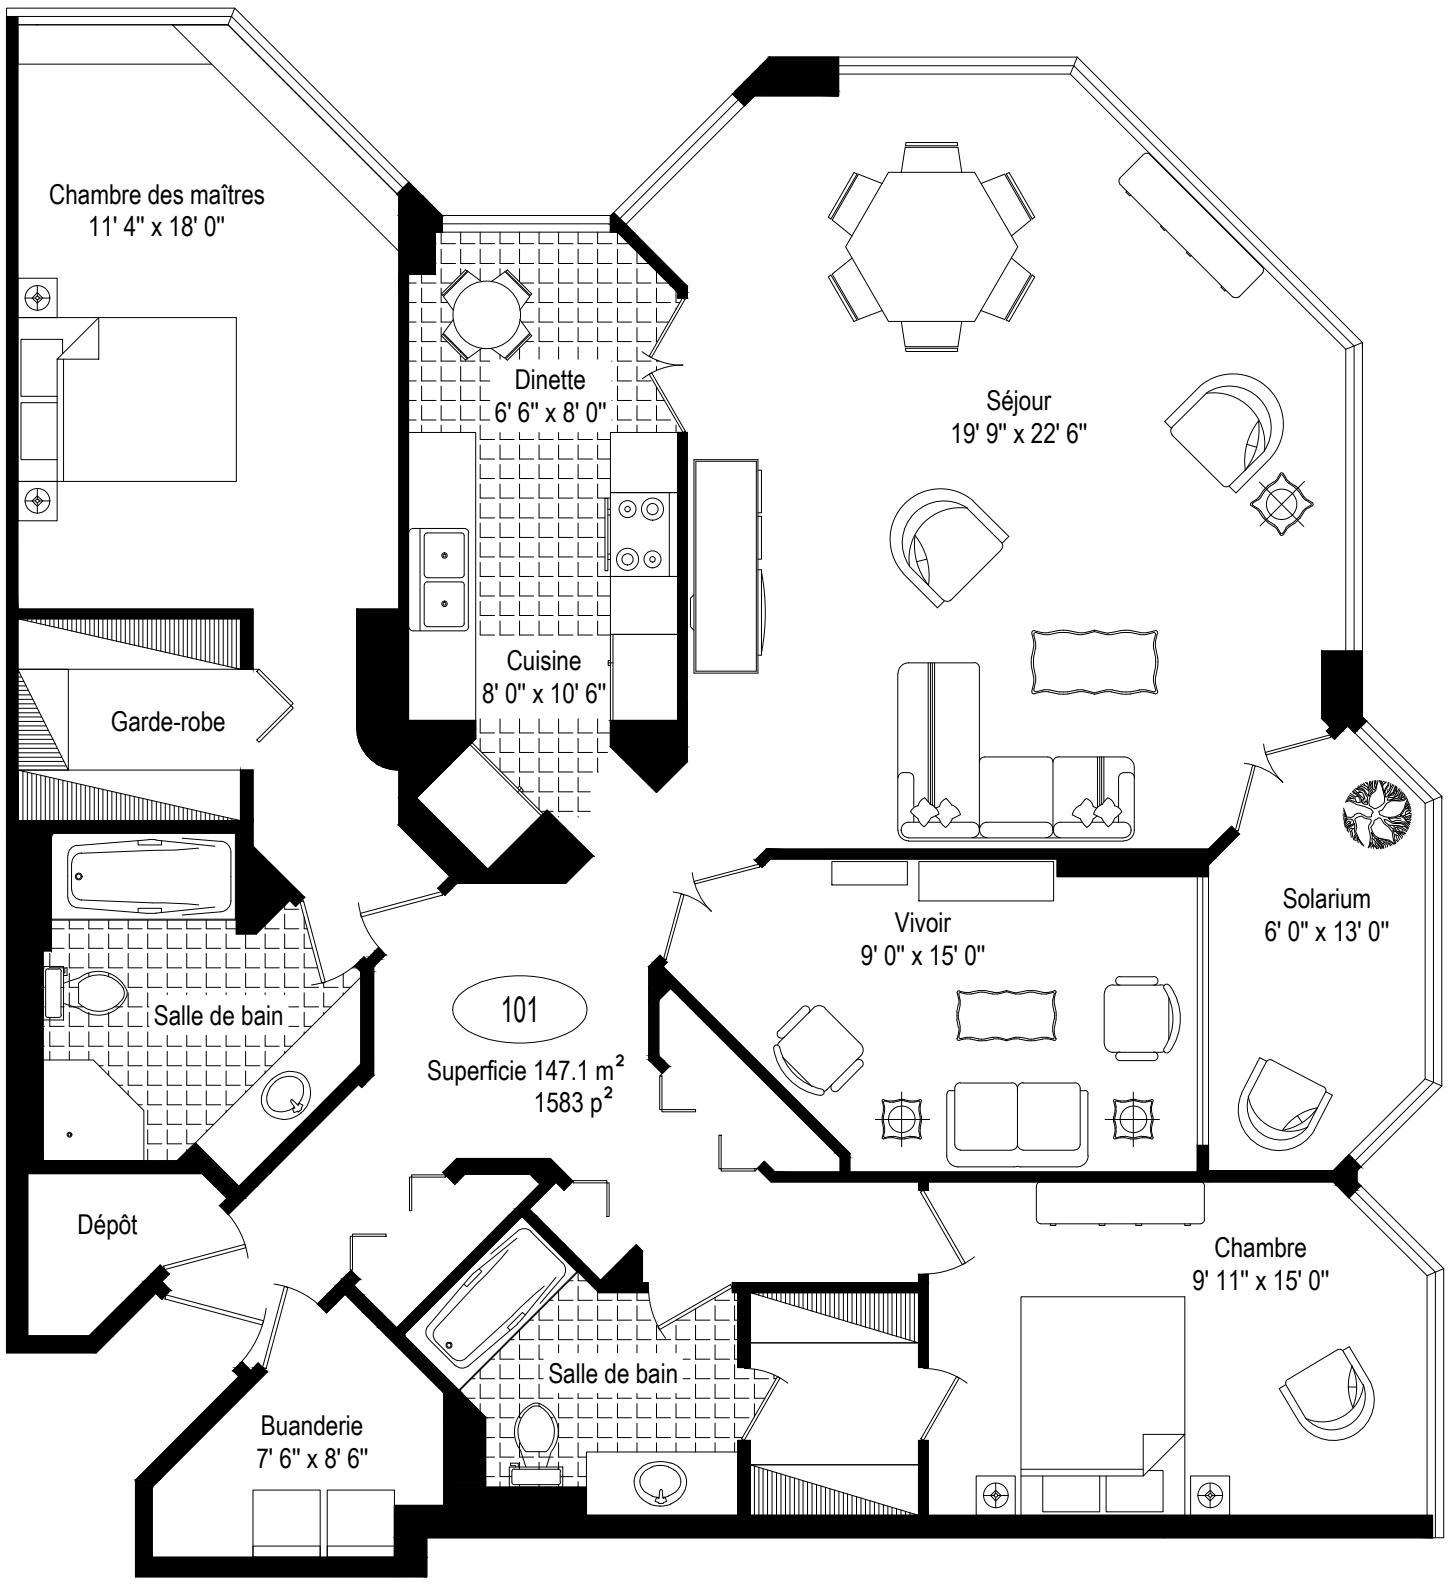 Chambre des maîtres
11' 4" x 18' 0"
Dinette
6' 6" x 8' 0"
Séjour
19' 9" x 22' 6"
Cuisine
8' 0" x 10' 6"
Garde-robe
Vivoir
9' 0" x 15' 0"
Solarium
6' 0" x 13' 0"
Salle de bain
101
Superficie 147.1 m²
1583 p²
Dépôt
Chambre
9' 11" x 15' 0"
Salle de bain
Buanderie
7' 6" x 8' 6"